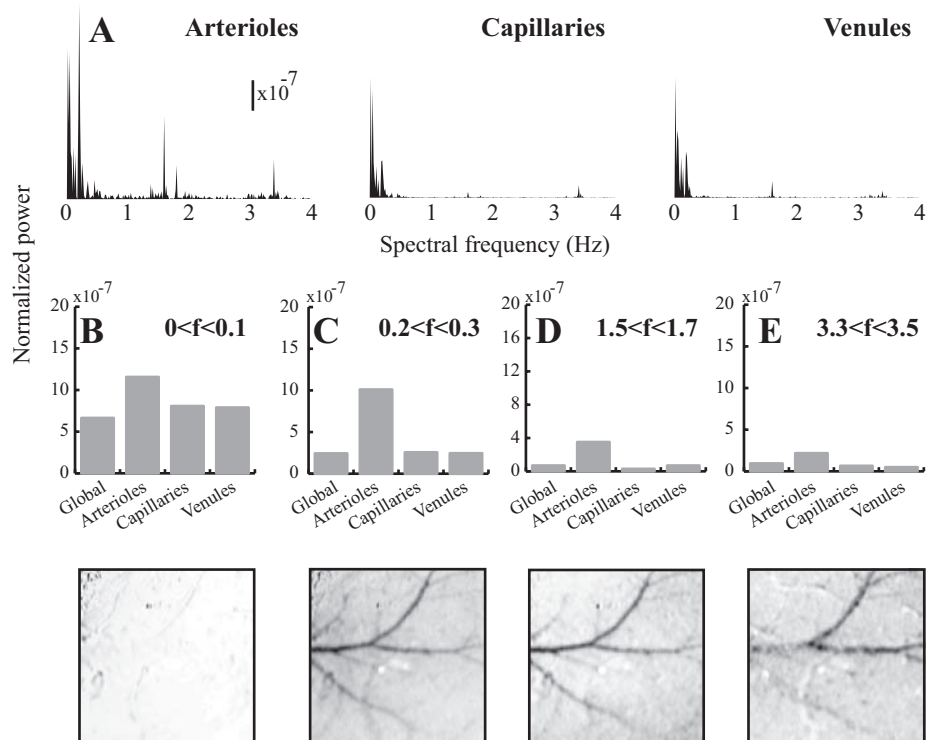 A Arterioles Capillaries Venules
x10-7
0 1 2 3 4 0 1 2 3 4 0 1 2 3 4
Spectral frequency (Hz)
Normalized power
B 0<f<0.1
20 x10-7
15
10
5
0
Global Arterioles Capillaries Venules
C 0.2<f<0.3
20 x10-7
15
10
5
0
Global Arterioles Capillaries Venules
D 1.5<f<1.7
20 x10-7
16
12
8
4
0
Global Arterioles Capillaries Venules
E 3.3<f<3.5
20 x10-7
15
10
5
0
Global Arterioles Capillaries Venules